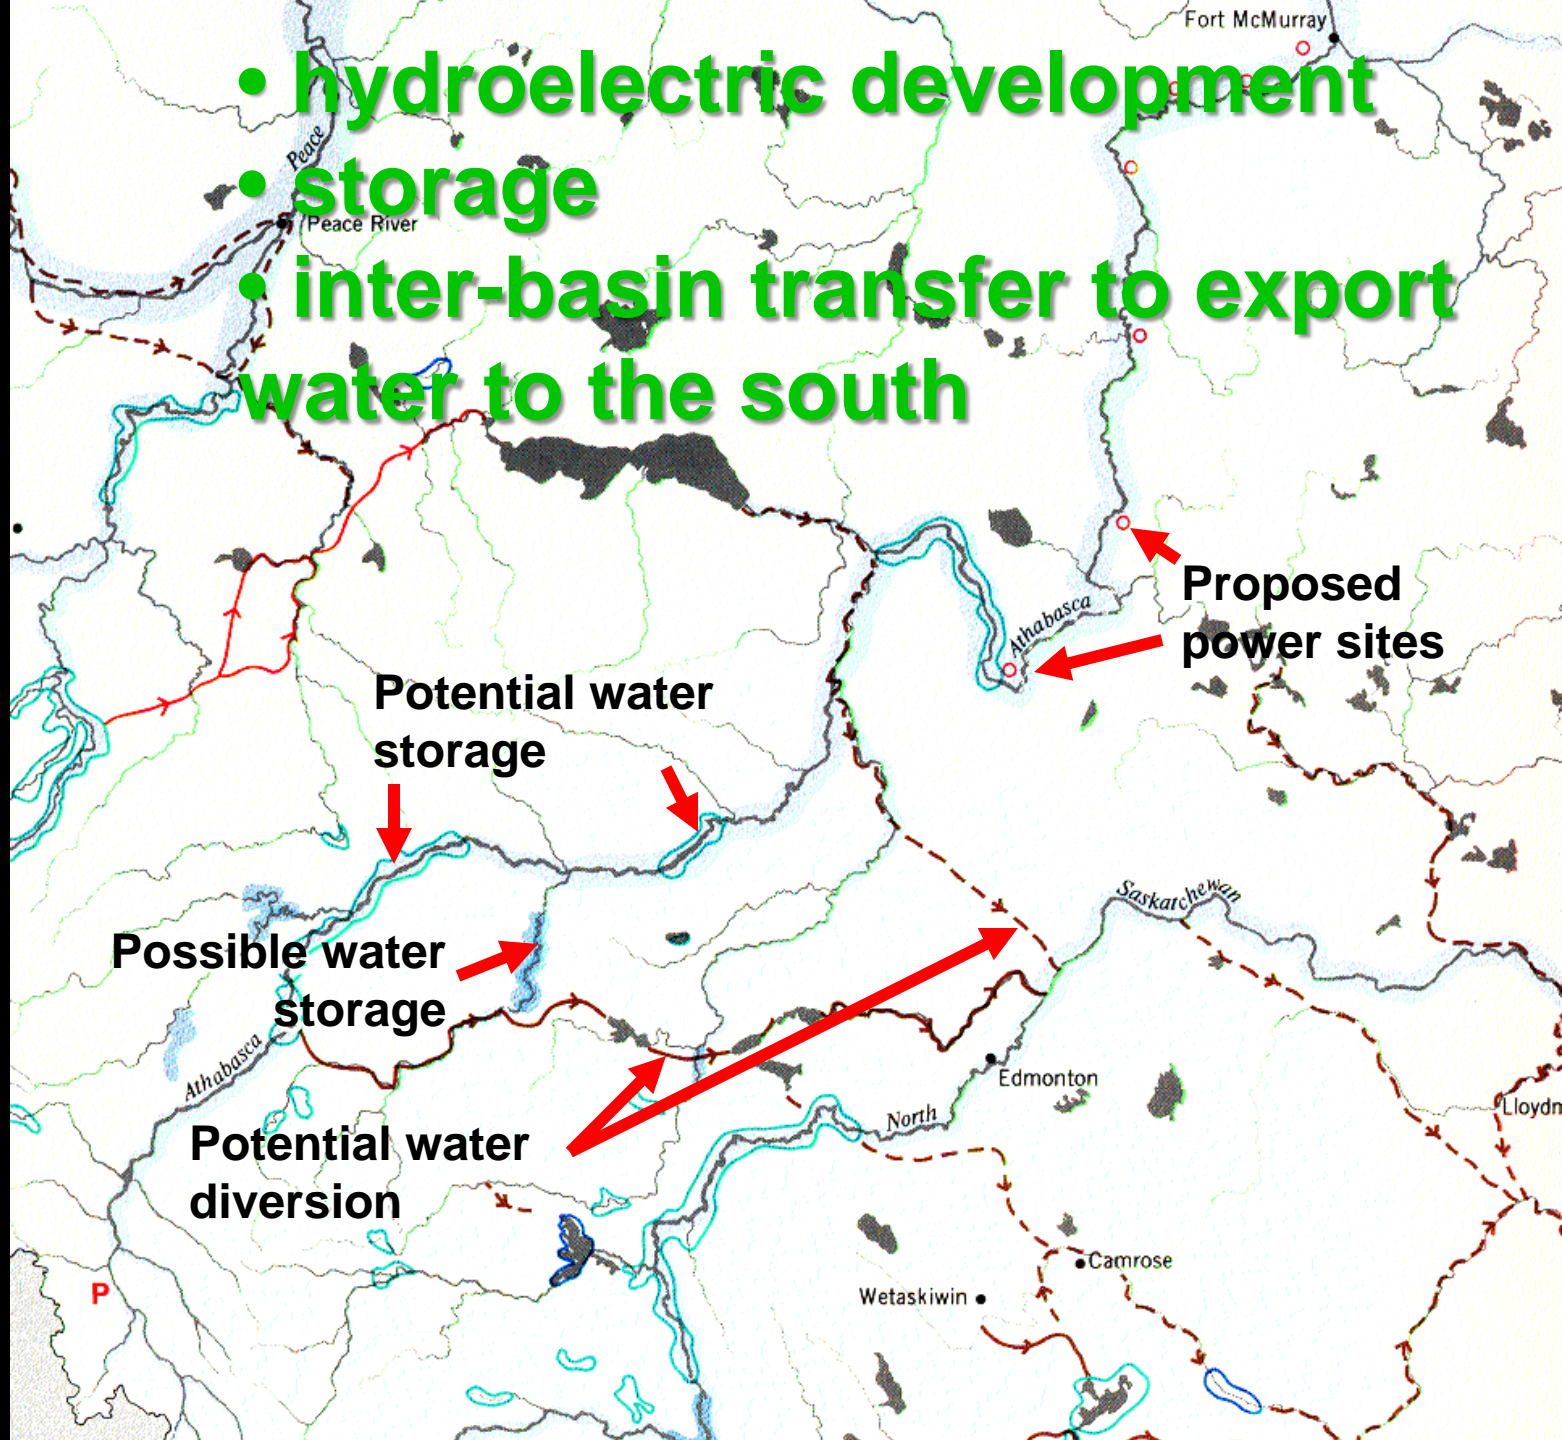 Fort McMurray
• hydroelectric development
Peace
• storage
Peace River
• inter-basin transfer to export
water to the south
Proposed
power sites
Athabasca
Potential water
storage
Saskatchewan
Possible water
storage
Athabasca
Edmonton
North
Lloydm
Potential water
diversion
Camrose
Wetaskiwin
P